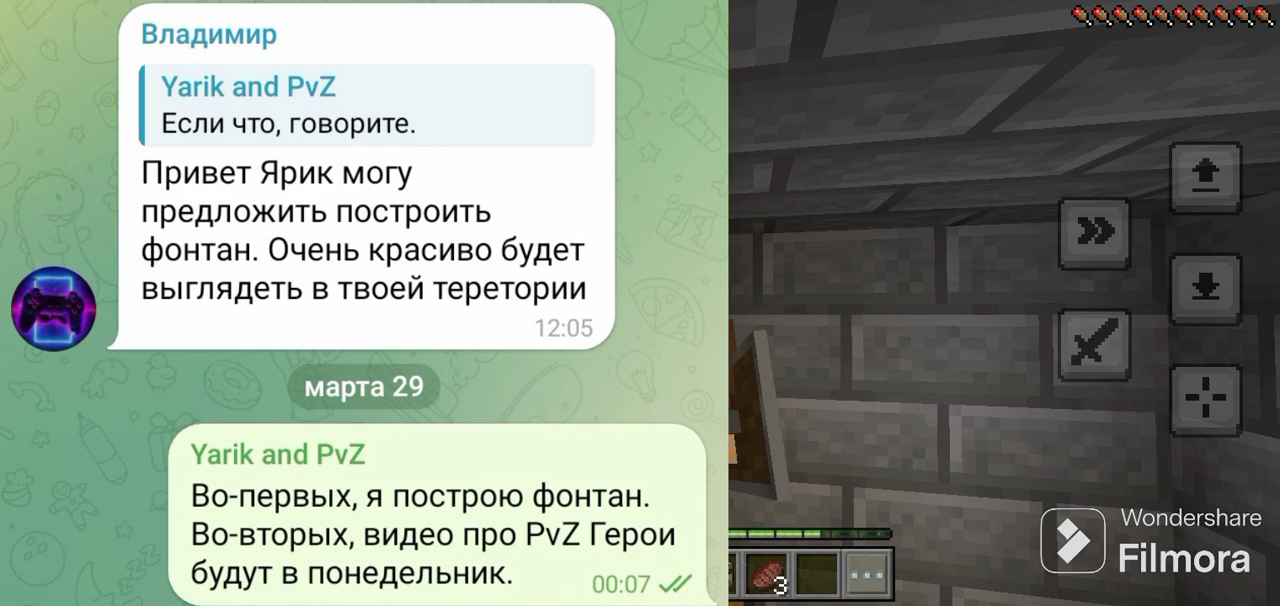 Владимир
Yarik and PvZ
Если что, говорите.
Привет Ярик могу
предложить построить
фонтан. Очень красиво будет
выглядеть в твоей теретории
12:05
марта 29
Yarik and PvZ
Во-первых, я построю фонтан.
Во-вторых, видео про PvZ Герои
будут в понедельник.
00:07
3
Wondershare
Filmora